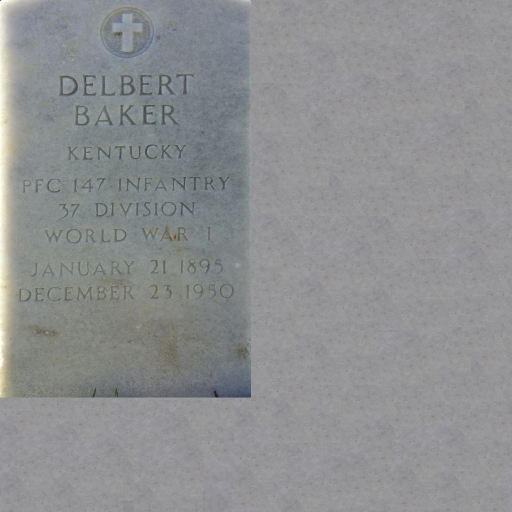 DELBERT
BAKER
KENTUCKY
PFC 147 INFANTRY
37 DIVISION
WORLD WAR I
JANUARY 21 1895
DECEMBER 23 1950